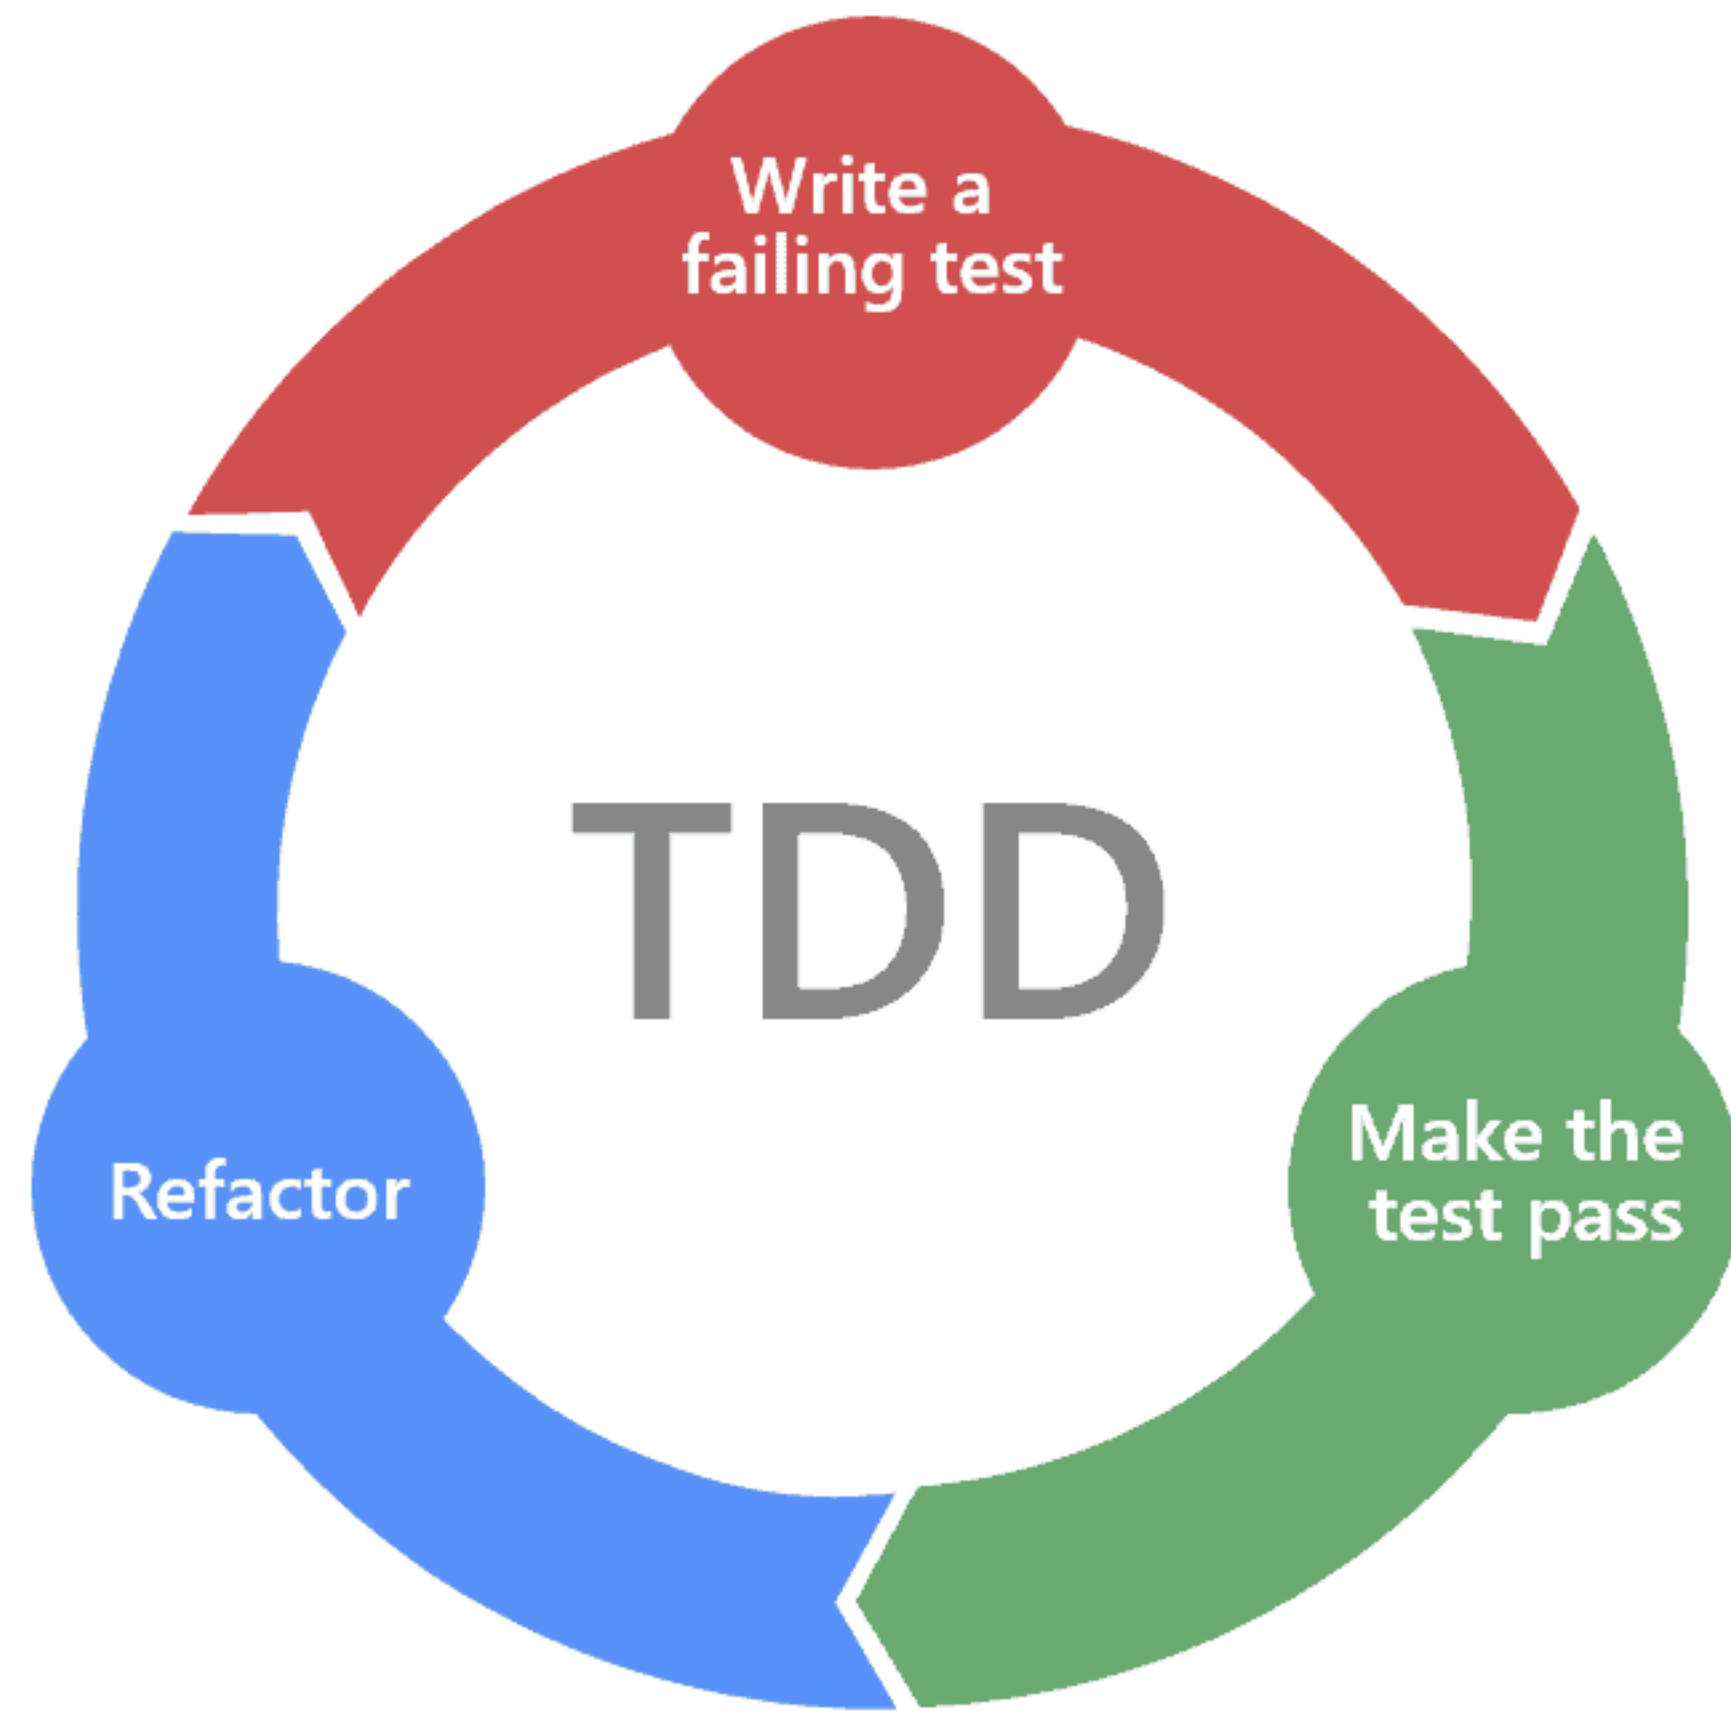 Write a
failing test
TDD
Make the
test pass
Refactor